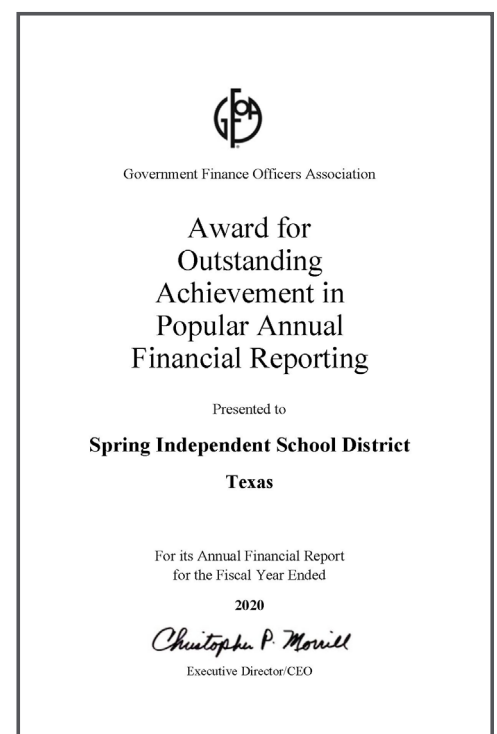 GFOA
Government Finance Officers Association
Award for
Outstanding
Achievement in
Popular Annual
Financial Reporting
Presented to
Spring Independent School District
Texas
For its Annual Financial Report
for the Fiscal Year Ended
2020
Christopher P. Morrill
Executive Director/CEO